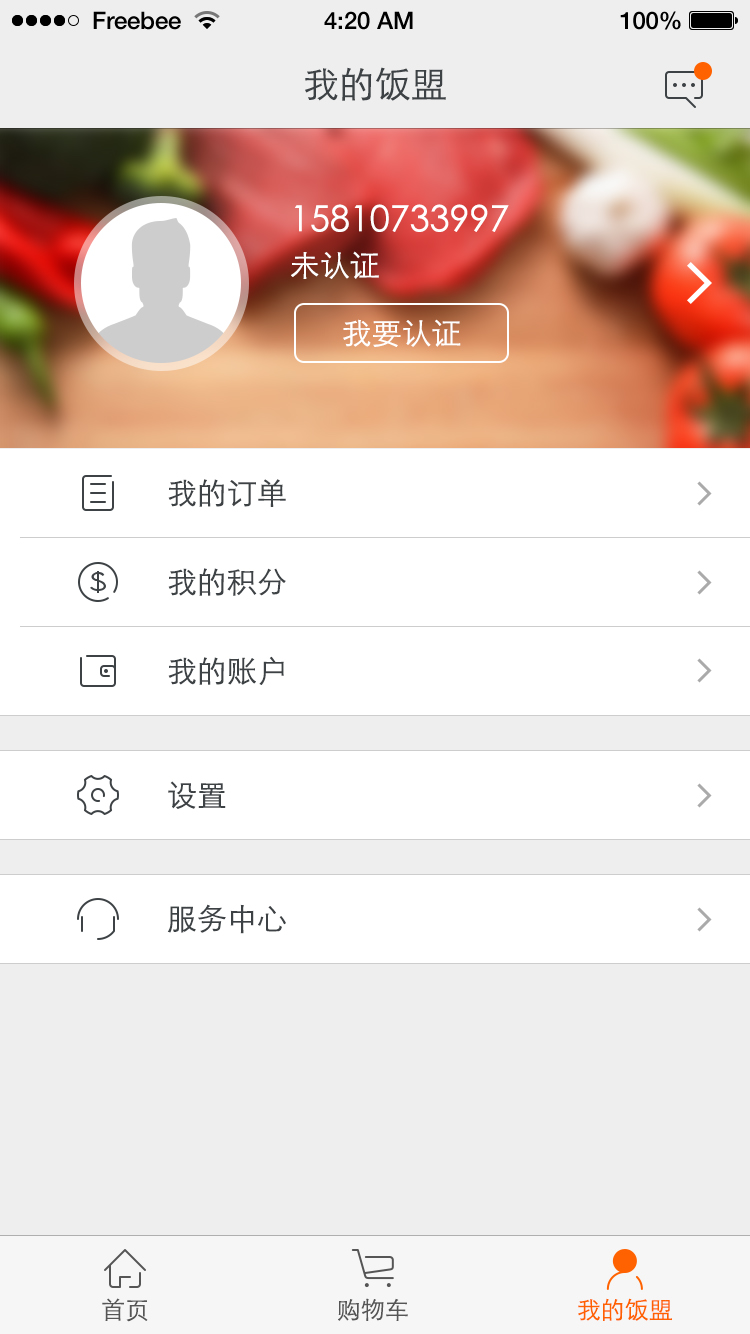 Freebee 4:20 AM 100%
我的饭盟
15810733997
未认证
我要认证
我的订单
我的积分
我的账户
设置
服务中心
首页 购物车 我的饭盟